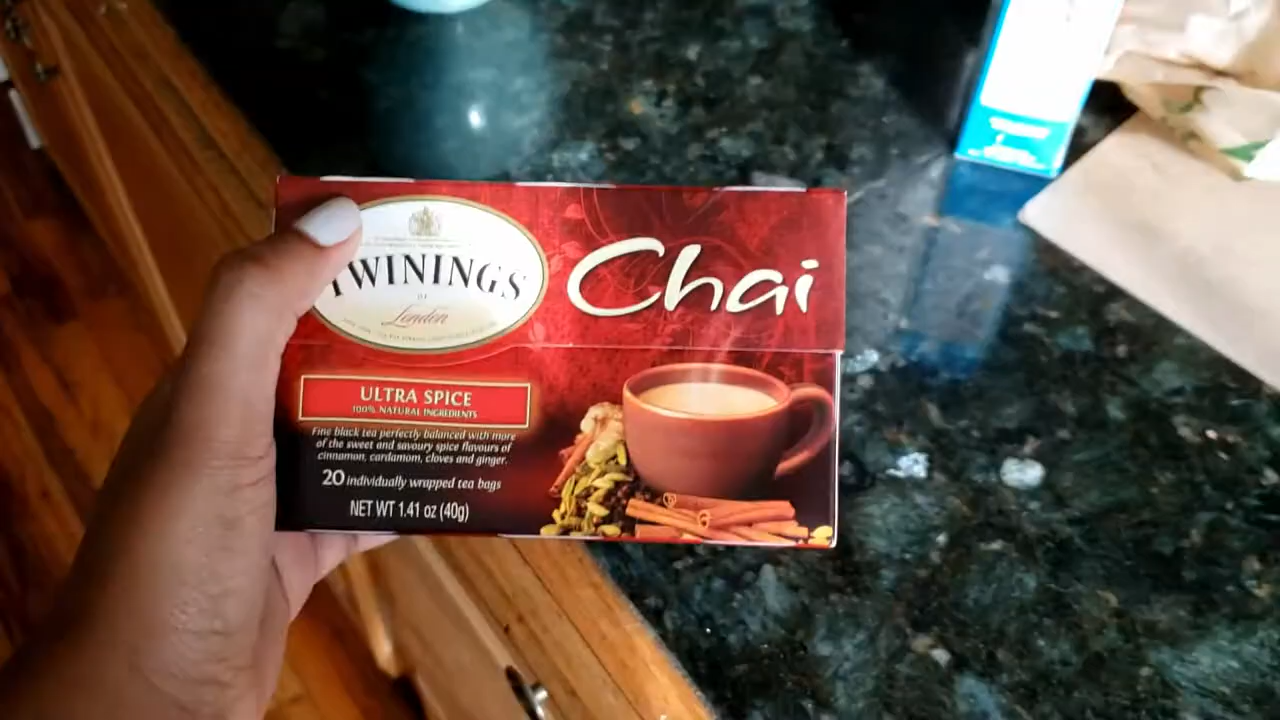 TWININGS
OF
London
Chai
ULTRA SPICE
100% NATURAL INGREDIENTS
Fine black tea perfectly balanced with more
of the sweet and savoury spice flavours of
cinnamon, cardamom, cloves and ginger.
20 individually wrapped tea bags
NET WT 1.41 oz (40g)